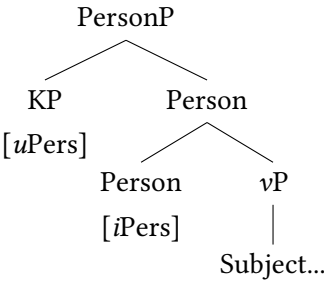 PersonP
KP Person
[uPers]
Person vP
[iPers]
Subject...